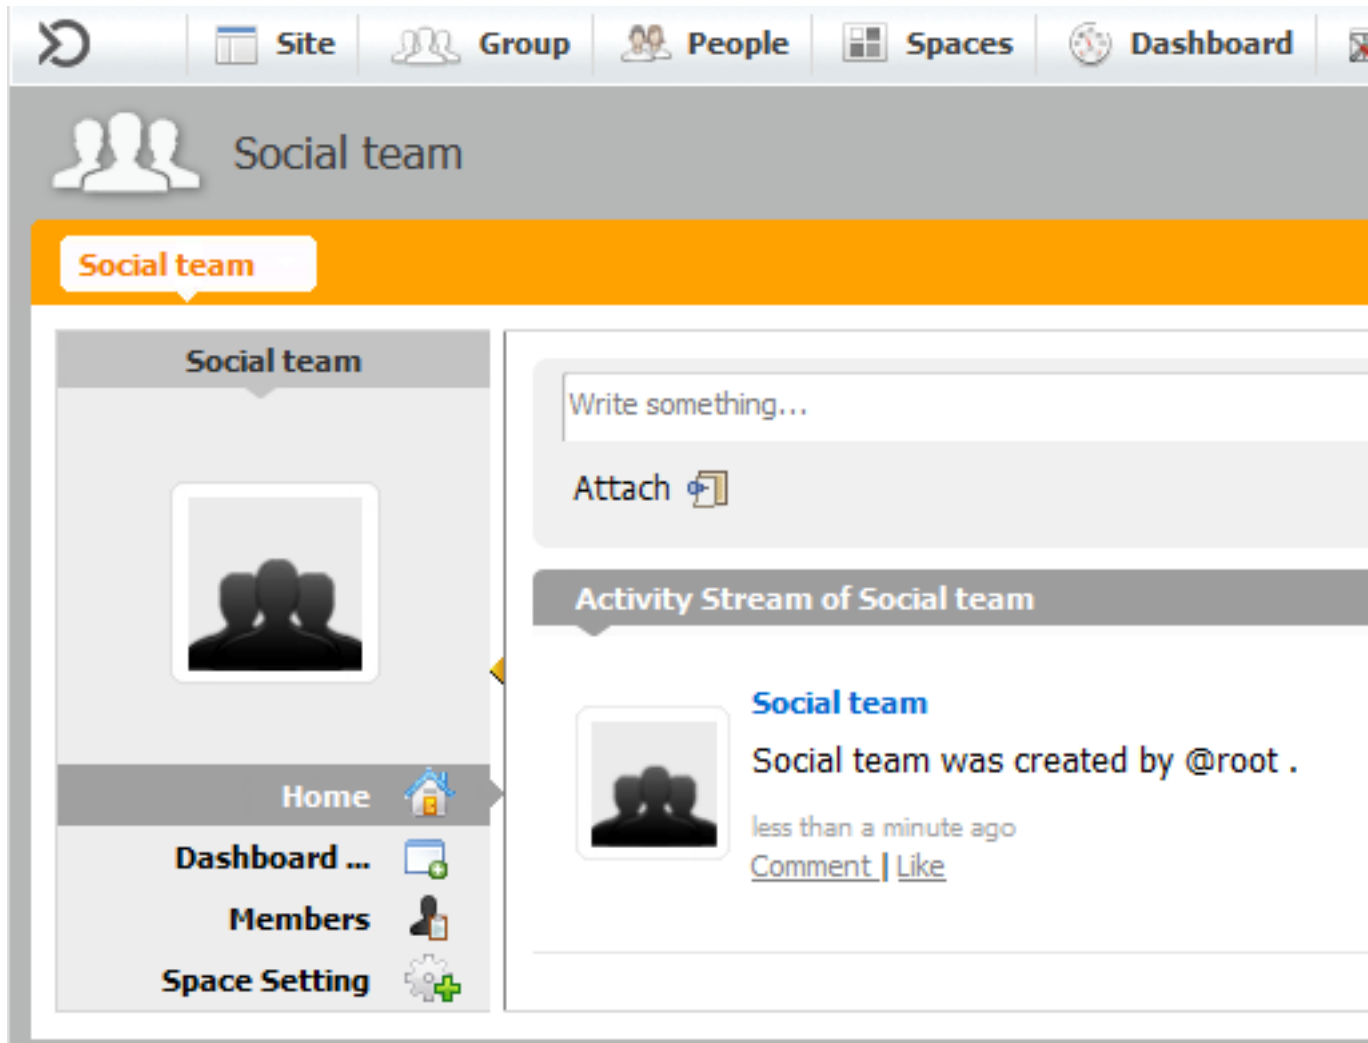 Site Group People Spaces Dashboard
Social team
Social team
Social team
Write something...
Attach
Activity Stream of Social team
Social team
Social team was created by @root .
less than a minute ago
Comment | Like
Home
Dashboard ...
Members
Space Setting